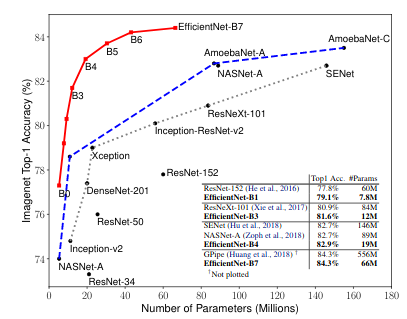 84
82
80
78
76
74
72
0
20
40
60
80
100
120
140
160
180
Imagenet Top-1 Accuracy (%)
Number of Parameters (Millions)
EfficientNet-B7
B6
B5
B4
B3
B0
AmoebaNet-A
AmoebaNet-C
NASNet-A
SENet
ResNeXt-101
Inception-ResNet-v2
Xception
ResNet-152
DenseNet-201
ResNet-50
Inception-v2
NASNet-A
ResNet-34
Top1 Acc. #Params
ResNet-152 (He et al., 2016) 77.8% 60M
EfficientNet-B1 79.1% 7.8M
ResNeXt-101 (Xie et al., 2017) 80.9% 84M
EfficientNet-B3 81.6% 12M
SENet (Hu et al., 2018) 82.7% 146M
NASNet-A (Zoph et al., 2018) 82.7% 89M
EfficientNet-B4 82.9% 19M
GPipe (Huang et al., 2018) † 84.3% 556M
EfficientNet-B7 84.3% 66M
†Not plotted